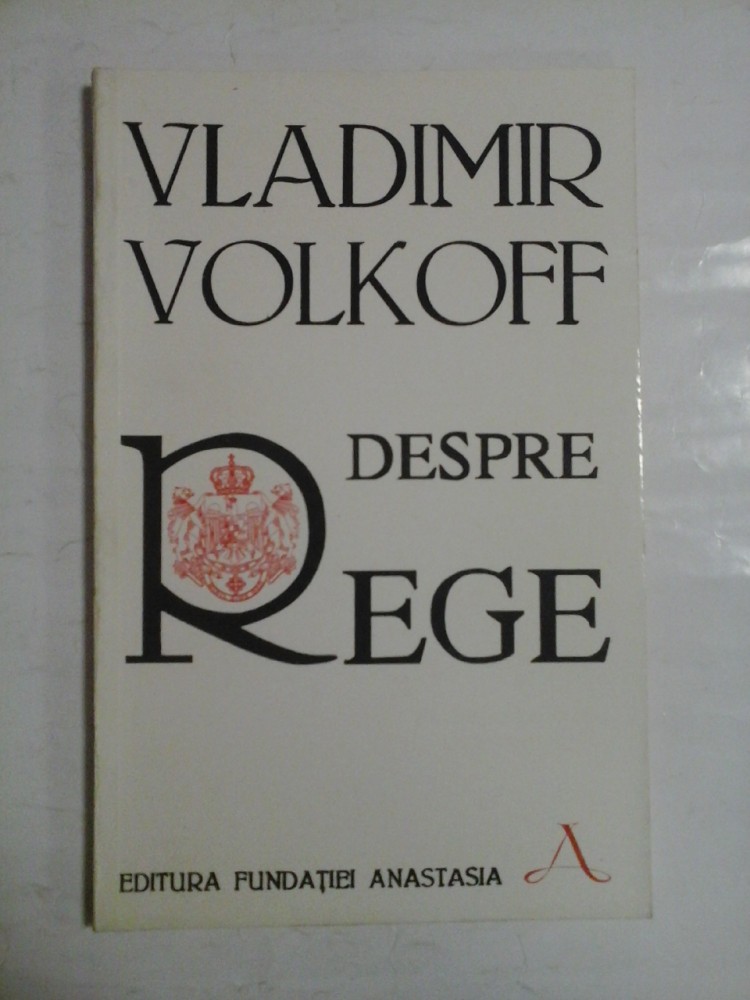 VLADIMIR
VOLKOFF
DESPRE
REGE
EDITURA FUNDAȚIEI ANASTASIA A